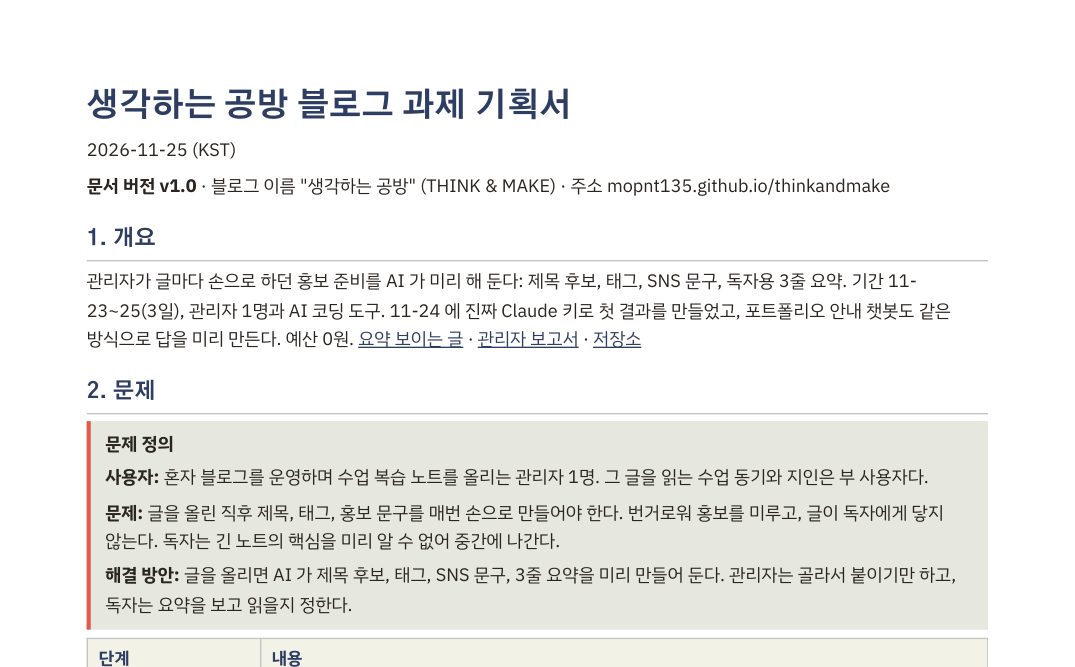 생각하는 공방 블로그 과제 기획서
2026-11-25 (KST)
문서 버전 v1.0 · 블로그 이름 "생각하는 공방" (THINK & MAKE) · 주소 mopnt135.github.io/thinkandmake
1. 개요
관리자가 글마다 손으로 하던 홍보 준비를 AI 가 미리 해 둔다: 제목 후보, 태그, SNS 문구, 독자용 3줄 요약. 기간 11-
23~25(3일), 관리자 1명과 AI 코딩 도구. 11-24 에 진짜 Claude 키로 첫 결과를 만들었고, 포트폴리오 안내 챗봇도 같은
방식으로 답을 미리 만든다. 예산 0원. 요약 보이는 글 · 관리자 보고서 · 저장소
2. 문제
문제 정의
사용자: 혼자 블로그를 운영하며 수업 복습 노트를 올리는 관리자 1명. 그 글을 읽는 수업 동기와 지인은 부 사용자다.
문제: 글을 올린 직후 제목, 태그, 홍보 문구를 매번 손으로 만들어야 한다. 번거로워 홍보를 미루고, 글이 독자에게 닿지
않는다. 독자는 긴 노트의 핵심을 미리 알 수 없어 중간에 나간다.
해결 방안: 글을 올리면 AI 가 제목 후보, 태그, SNS 문구, 3줄 요약을 미리 만들어 둔다. 관리자는 골라서 붙이기만 하고,
독자는 요약을 보고 읽을지 정한다.
단계 내용